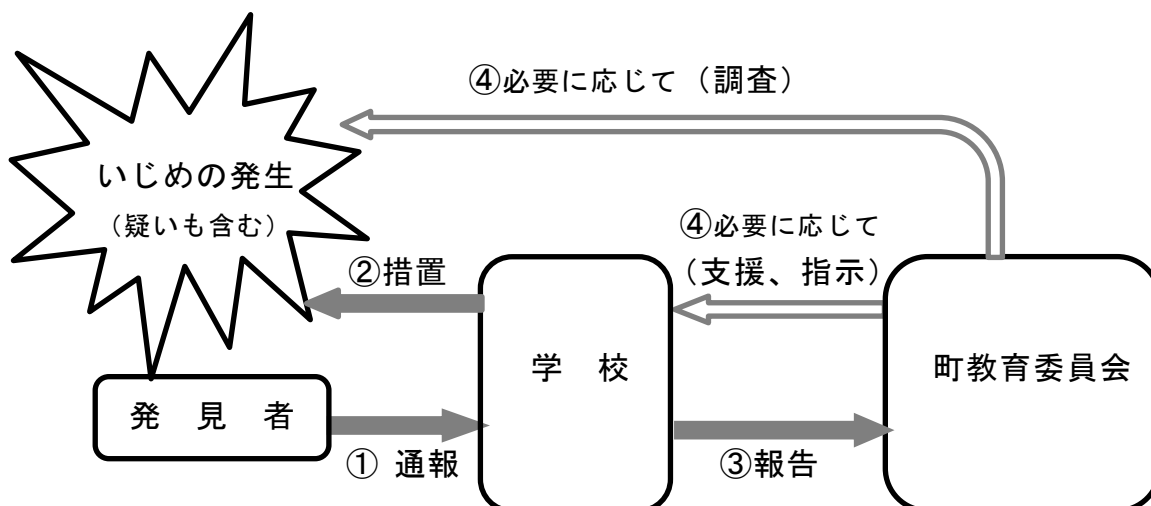 ④必要に応じて（調査）
いじめの発生
（疑いも含む）
④必要に応じて
（支援、指示）
②措置
学　校
町教育委員会
発　見　者
① 通報
③報告